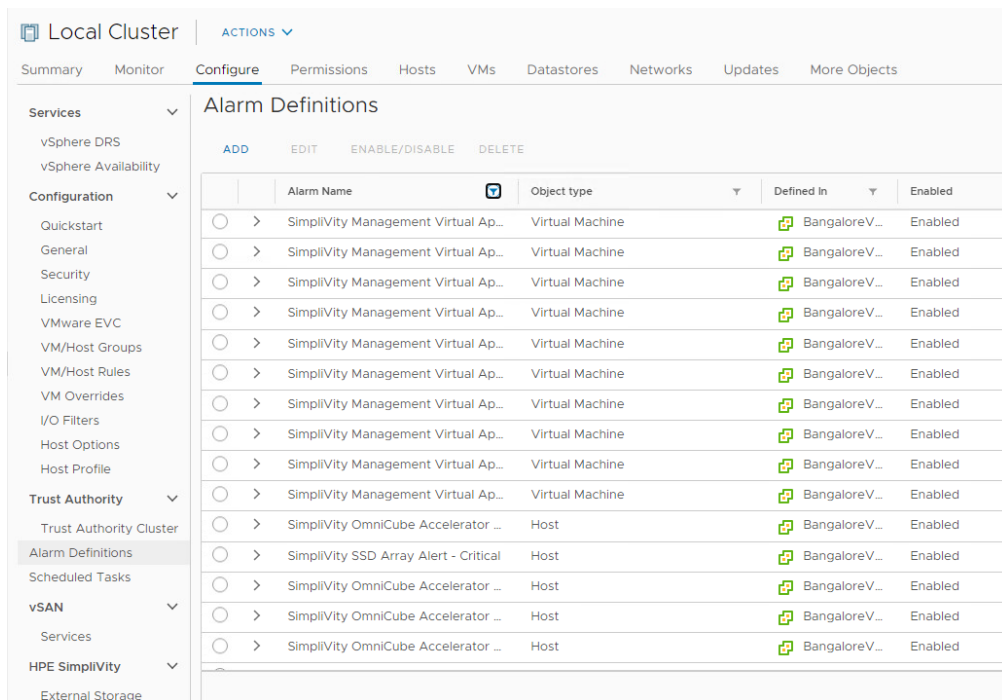 Local Cluster
ACTIONS
Summary Monitor Configure Permissions Hosts VMs Datastores Networks Updates More Objects
Services
vSphere DRS
vSphere Availability
Configuration
Quickstart
General
Security
Licensing
VMware EVC
VM/Host Groups
VM/Host Rules
VM Overrides
I/O Filters
Host Options
Host Profile
Trust Authority
Trust Authority Cluster
Alarm Definitions
Scheduled Tasks
vSAN
Services
HPE SimpliVity
External Storage
Alarm Definitions
ADD EDIT ENABLE/DISABLE DELETE
Alarm Name Object type Defined In Enabled
SimpliVity Management Virtual Ap... Virtual Machine BangaloreV... Enabled
SimpliVity Management Virtual Ap... Virtual Machine BangaloreV... Enabled
SimpliVity Management Virtual Ap... Virtual Machine BangaloreV... Enabled
SimpliVity Management Virtual Ap... Virtual Machine BangaloreV... Enabled
SimpliVity Management Virtual Ap... Virtual Machine BangaloreV... Enabled
SimpliVity Management Virtual Ap... Virtual Machine BangaloreV... Enabled
SimpliVity Management Virtual Ap... Virtual Machine BangaloreV... Enabled
SimpliVity Management Virtual Ap... Virtual Machine BangaloreV... Enabled
SimpliVity Management Virtual Ap... Virtual Machine BangaloreV... Enabled
SimpliVity Management Virtual Ap... Virtual Machine BangaloreV... Enabled
SimpliVity OmniCube Accelerator ... Host BangaloreV... Enabled
SimpliVity SSD Array Alert - Critical Host BangaloreV... Enabled
SimpliVity OmniCube Accelerator ... Host BangaloreV... Enabled
SimpliVity OmniCube Accelerator ... Host BangaloreV... Enabled
SimpliVity OmniCube Accelerator ... Host BangaloreV... Enabled